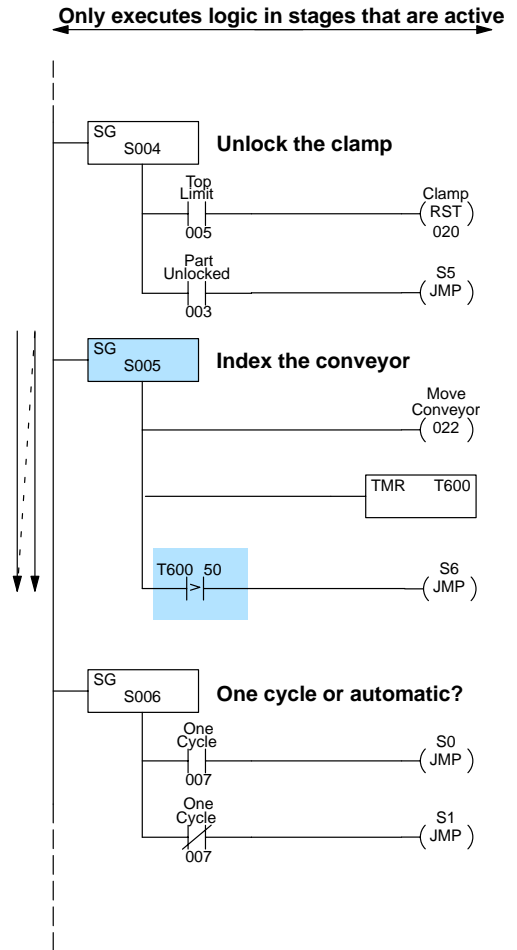 Only executes logic in stages that are active
SG
S004
Unlock the clamp
Top
Limit
005
Clamp
RST
020
Part
Unlocked
003
S5
JMP
SG
S005
Index the conveyor
Move
Conveyor
022
TMR T600
T600 50
>
S6
JMP
SG
S006
One cycle or automatic?
One
Cycle
007
S0
JMP
One
Cycle
007
S1
JMP